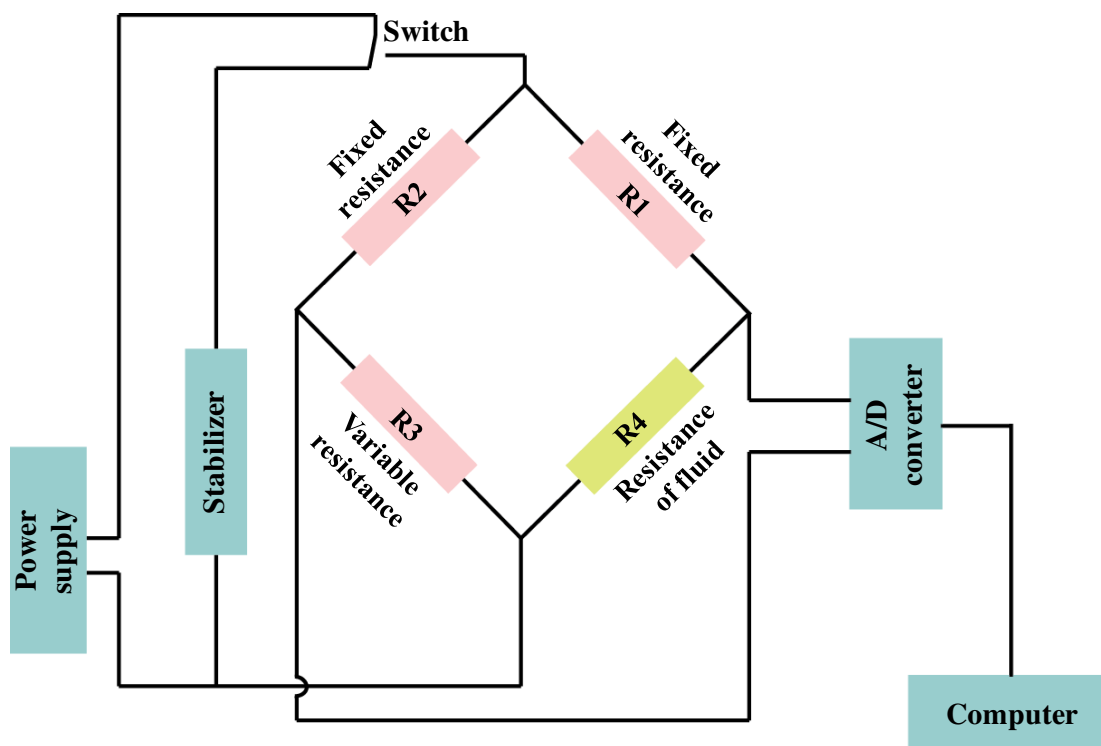 Switch
Fixed
resistance
R2
Fixed
resistance
R1
R3
Variable
resistance
R4
Resistance
of fluid
A/D
converter
Stabilizer
Power
supply
Computer